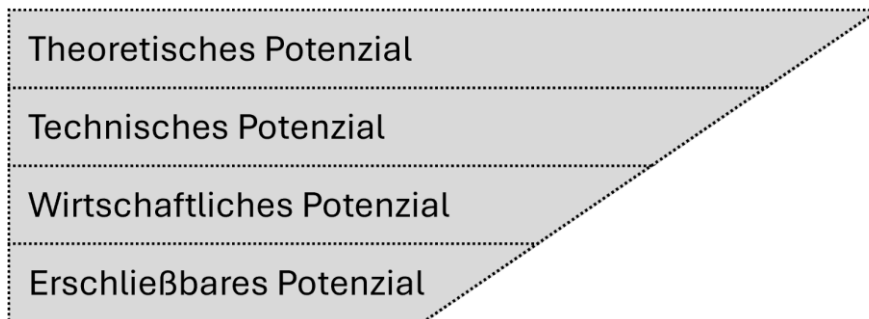 Theoretisches Potenzial
Technisches Potenzial
Wirtschaftliches Potenzial
Erschließbares Potenzial